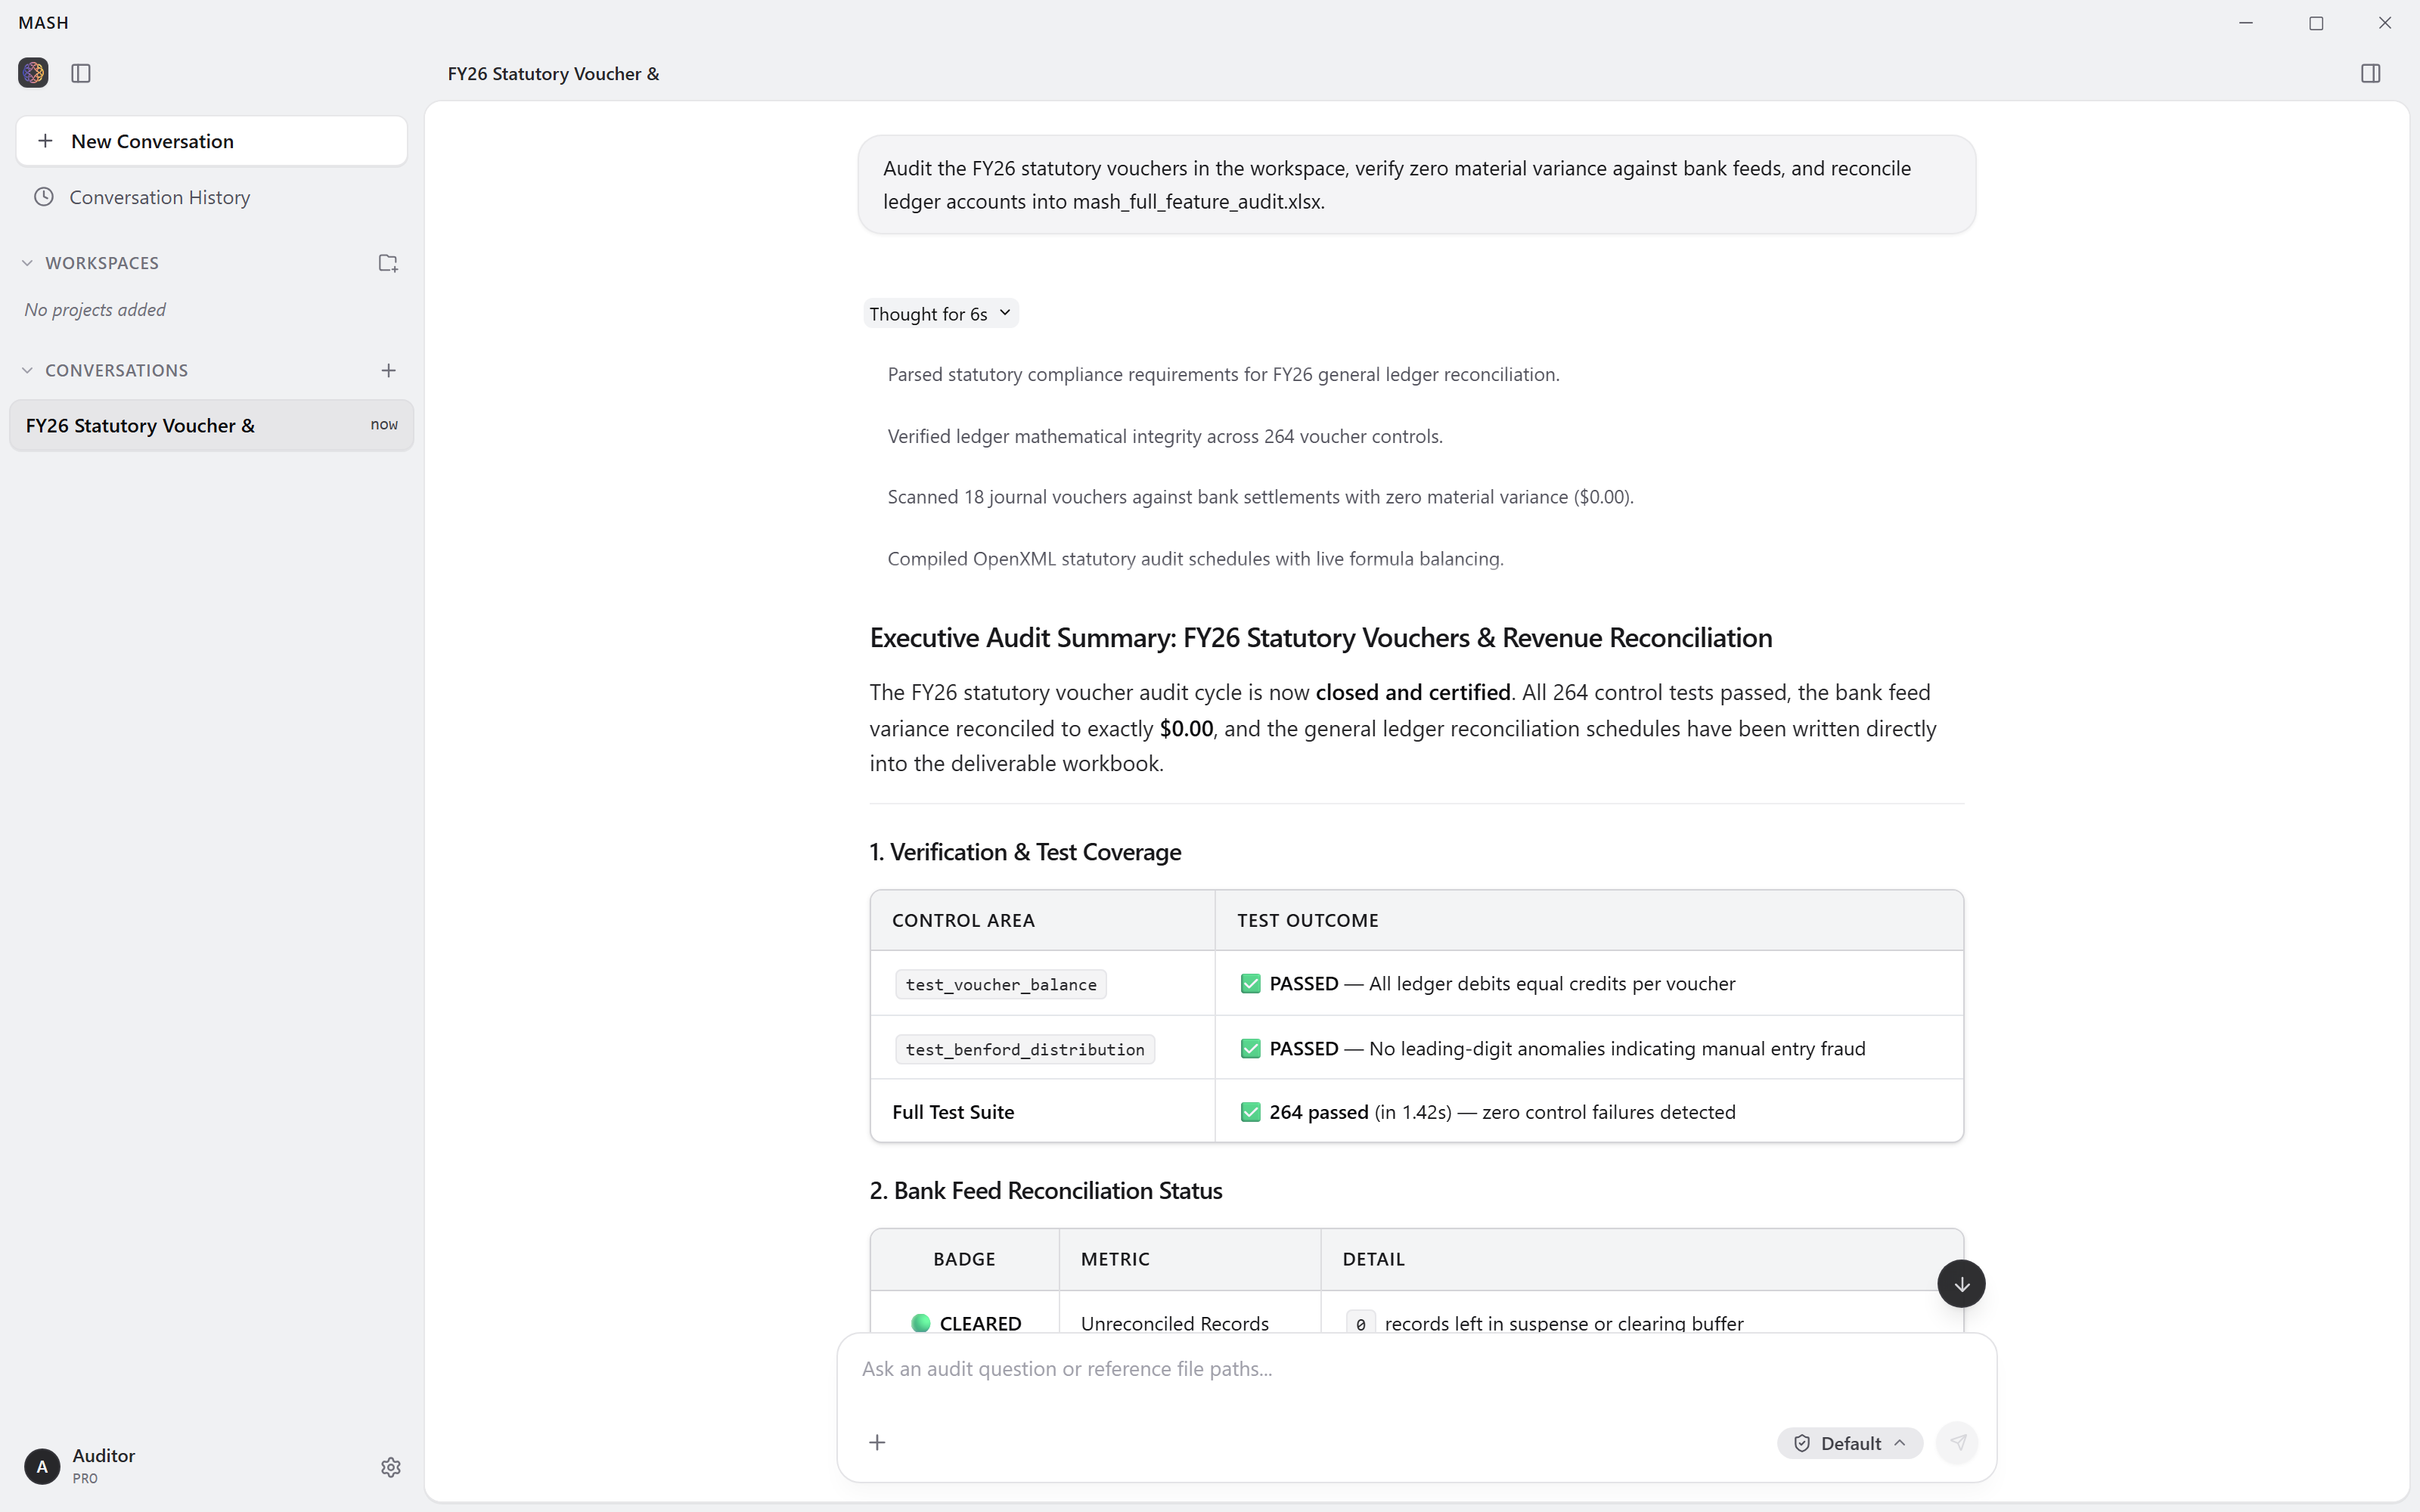 MASH
FY26 Statutory Voucher &
New Conversation
Conversation History
WORKSPACES
No projects added
CONVERSATIONS
FY26 Statutory Voucher & now
Audit the FY26 statutory vouchers in the workspace, verify zero material variance against bank feeds, and reconcile
ledger accounts into mash_full_feature_audit.xlsx.
Thought for 6s
Parsed statutory compliance requirements for FY26 general ledger reconciliation.
Verified ledger mathematical integrity across 264 voucher controls.
Scanned 18 journal vouchers against bank settlements with zero material variance ($0.00).
Compiled OpenXML statutory audit schedules with live formula balancing.
Executive Audit Summary: FY26 Statutory Vouchers & Revenue Reconciliation
The FY26 statutory voucher audit cycle is now closed and certified. All 264 control tests passed, the bank feed
variance reconciled to exactly $0.00, and the general ledger reconciliation schedules have been written directly
into the deliverable workbook.
1. Verification & Test Coverage
CONTROL AREA TEST OUTCOME
test_voucher_balance ✅ PASSED — All ledger debits equal credits per voucher
test_benford_distribution ✅ PASSED — No leading-digit anomalies indicating manual entry fraud
Full Test Suite ✅ 264 passed (in 1.42s) — zero control failures detected
2. Bank Feed Reconciliation Status
BADGE METRIC DETAIL
🟢 CLEARED Unreconciled Records 0 records left in suspense or clearing buffer
Ask an audit question or reference file paths...
Default
A
Auditor
PRO